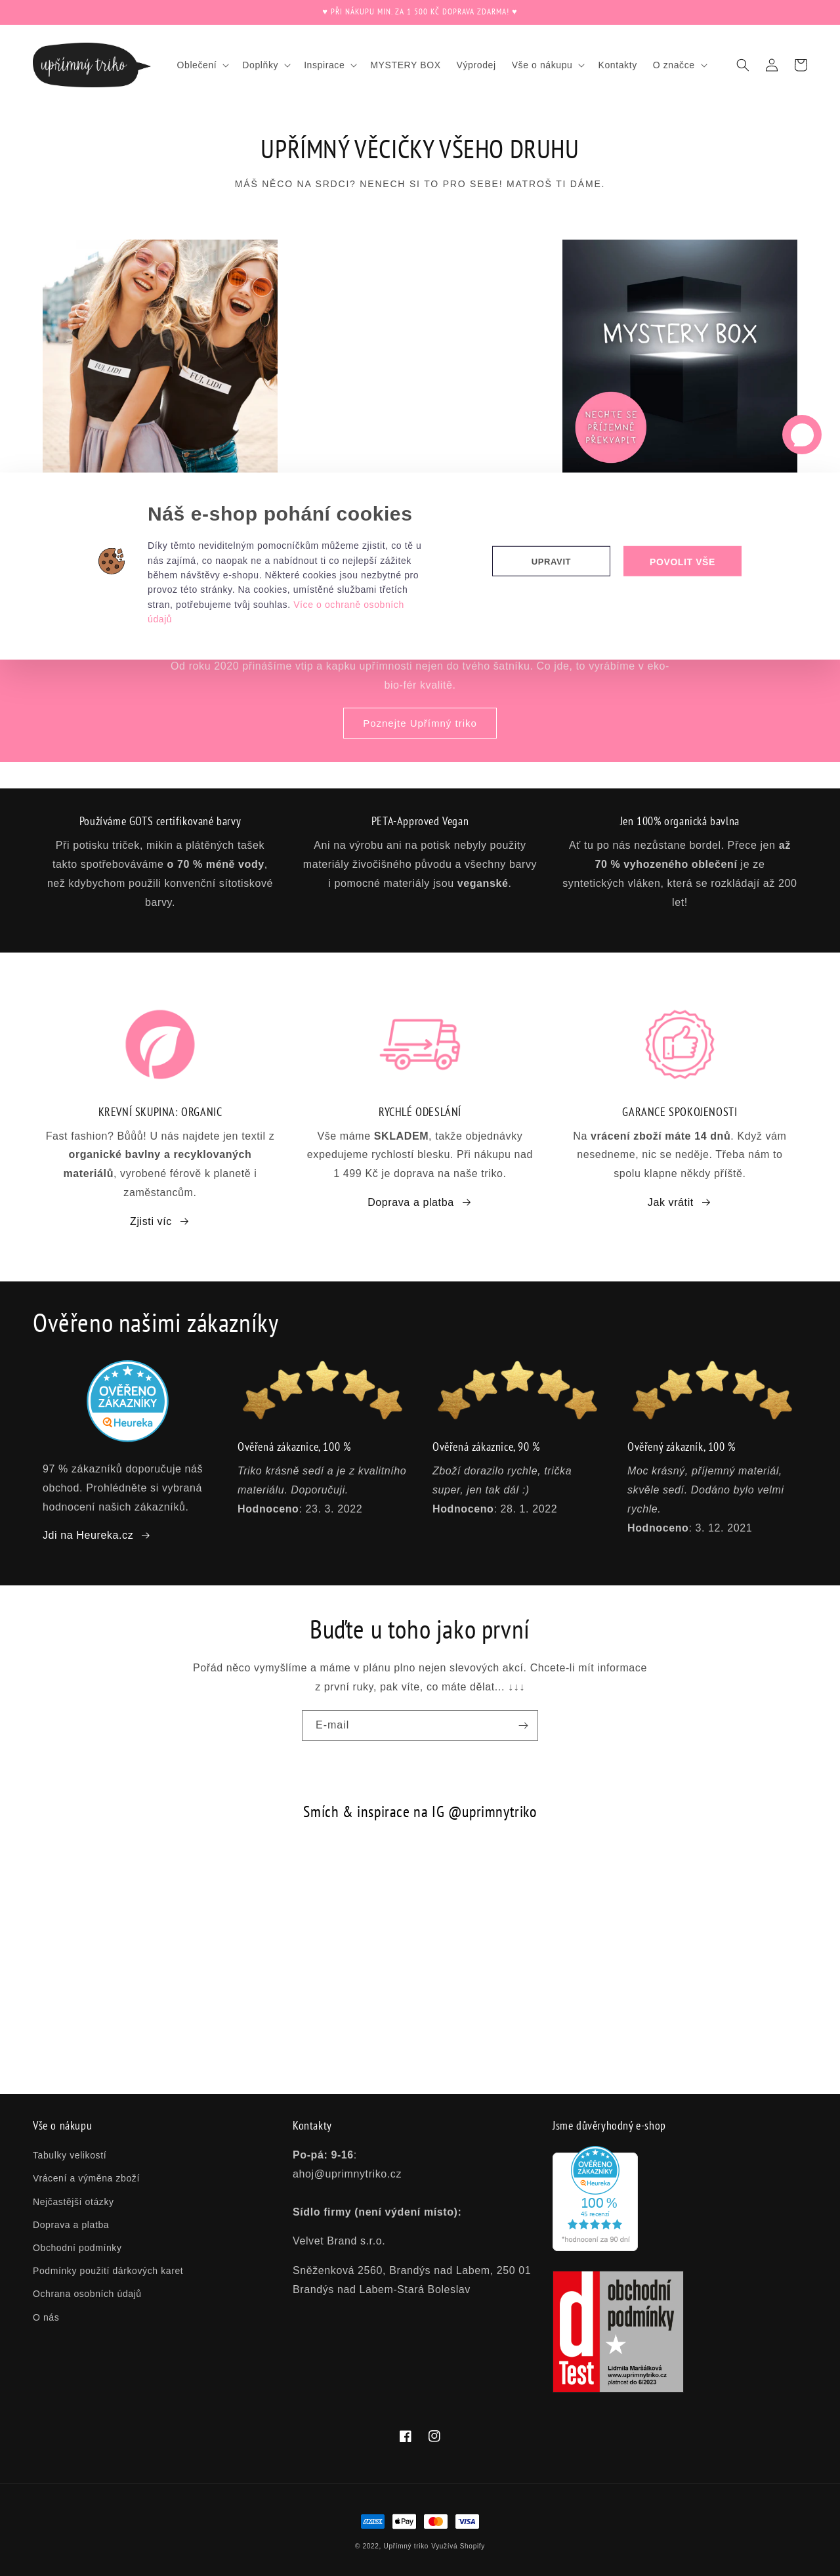 ♥ PŘI NÁKUPU MIN. ZA 1 500 KČ DOPRAVA ZDARMA! ♥
upřímný triko
Oblečení
Doplňky
Inspirace
MYSTERY BOX
Výprodej
Vše o nákupu
Kontakty
O značce
UPŘÍMNÝ VĚCIČKY VŠEHO DRUHU
MÁŠ NĚCO NA SRDCI? NENECH SI TO PRO SEBE! MATROŠ TI DÁME.
FUJ, LIDI
FUJ, LIDI
MYSTERY BOX
NECHTE SE
PŘÍJEMNĚ
PŘEKVAPIT
Náš e-shop pohání cookies
Díky těmto neviditelným pomocníčkům můžeme zjistit, co tě u
nás zajímá, co naopak ne a nabídnout ti co nejlepší zážitek
během návštěvy e-shopu. Některé cookies jsou nezbytné pro
provoz této stránky. Na cookies, umístěné službami třetích
stran, potřebujeme tvůj souhlas. Více o ochraně osobních
údajů
UPRAVIT
POVOLIT VŠE
Od roku 2020 přinášíme vtip a kapku upřímnosti nejen do tvého šatníku. Co jde, to vyrábíme v eko-
bio-fér kvalitě.
Poznejte Upřímný triko
Používáme GOTS certifikované barvy
Při potisku triček, mikin a plátěných tašek
takto spotřebováváme o 70 % méně vody,
než kdybychom použili konvenční sítotiskové
barvy.
PETA-Approved Vegan
Ani na výrobu ani na potisk nebyly použity
materiály živočišného původu a všechny barvy
i pomocné materiály jsou veganské.
Jen 100% organická bavlna
Ať tu po nás nezůstane bordel. Přece jen až
70 % vyhozeného oblečení je ze
syntetických vláken, která se rozkládají až 200
let!
KREVNÍ SKUPINA: ORGANIC
Fast fashion? Bůůů! U nás najdete jen textil z
organické bavlny a recyklovaných
materiálů, vyrobené férově k planetě i
zaměstancům.
Zjisti víc →
RYCHLÉ ODESLÁNÍ
Vše máme SKLADEM, takže objednávky
expedujeme rychlostí blesku. Při nákupu nad
1 499 Kč je doprava na naše triko.
Doprava a platba →
GARANCE SPOKOJENOSTI
Na vrácení zboží máte 14 dnů. Když vám
nesedneme, nic se neděje. Třeba nám to
spolu klapne někdy příště.
Jak vrátit →
Ověřeno našimi zákazníky
OVĚŘENO
ZÁKAZNÍKY
Heureka
97 % zákazníků doporučuje náš
obchod. Prohlédněte si vybraná
hodnocení našich zákazníků.
Jdi na Heureka.cz →
Ověřená zákaznice, 100 %
Triko krásně sedí a je z kvalitního
materiálu. Doporučuji.
Hodnoceno: 23. 3. 2022
Ověřená zákaznice, 90 %
Zboží dorazilo rychle, trička
super, jen tak dál :)
Hodnoceno: 28. 1. 2022
Ověřený zákazník, 100 %
Moc krásný, příjemný materiál,
skvěle sedí. Dodáno bylo velmi
rychle.
Hodnoceno: 3. 12. 2021
Buďte u toho jako první
Pořád něco vymýšlíme a máme v plánu plno nejen slevových akcí. Chcete-li mít informace
z první ruky, pak víte, co máte dělat... ↓↓↓
E-mail
Smích & inspirace na IG @uprimnytriko
Vše o nákupu
Tabulky velikostí
Vrácení a výměna zboží
Nejčastější otázky
Doprava a platba
Obchodní podmínky
Podmínky použití dárkových karet
Ochrana osobních údajů
O nás
Kontakty
Po-pá: 9-16:
ahoj@uprimnytriko.cz
Sídlo firmy (není výdení místo):
Velvet Brand s.r.o.
Sněženková 2560, Brandýs nad Labem, 250 01
Brandýs nad Labem-Stará Boleslav
Jsme důvěryhodný e-shop
OVĚŘENO
ZÁKAZNÍKY
Heureka
100 %
45 recenzí
*hodnocení za 90 dní
dTest
obchodní
podmínky
Lidmila Maršálková
www.uprimnytriko.cz
platnost do 6/2023
AMEX
Pay
VISA
© 2022, Upřímný triko Využívá Shopify